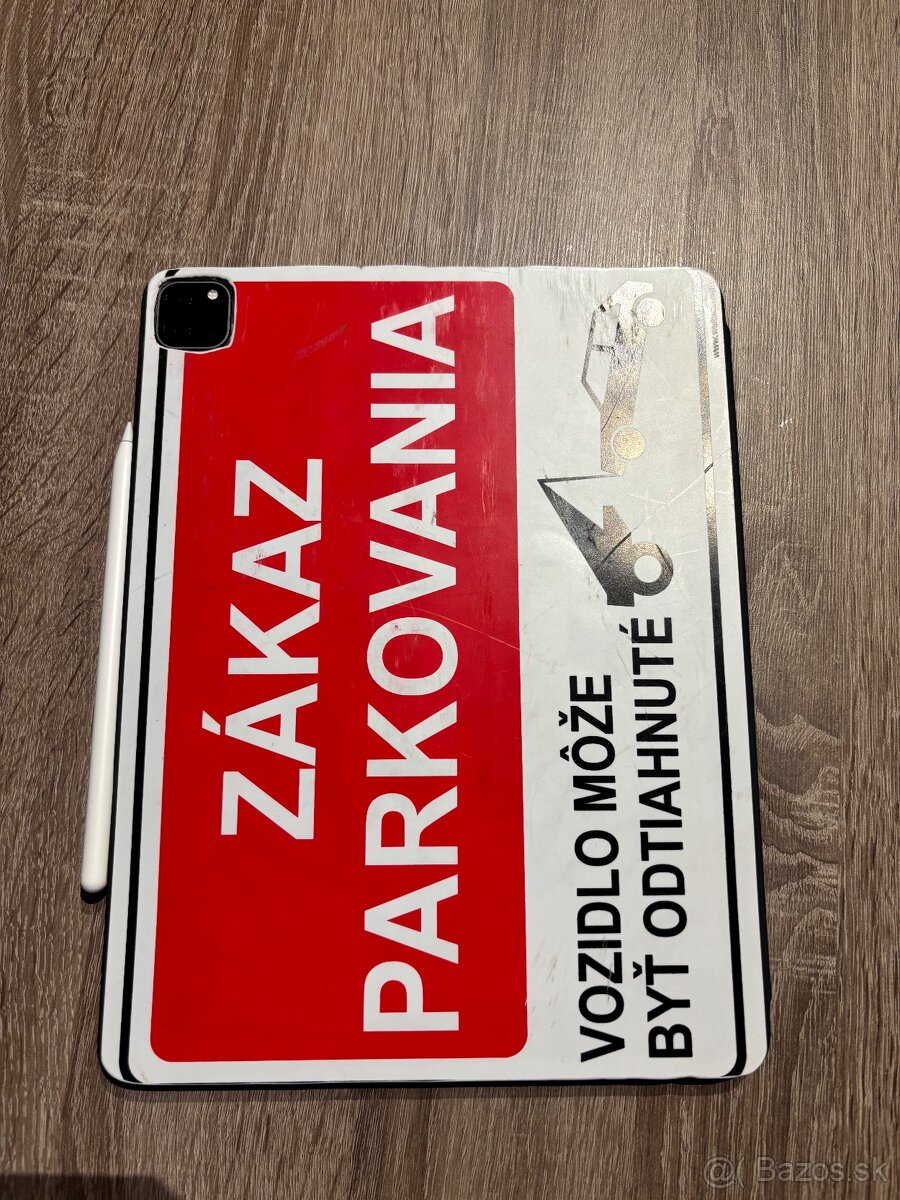 ZÁKAZ
PARKOVANIA
VOZIDLO MÔŽE
BYŤ ODTIAHNUTÉ
@( Bazos.sk